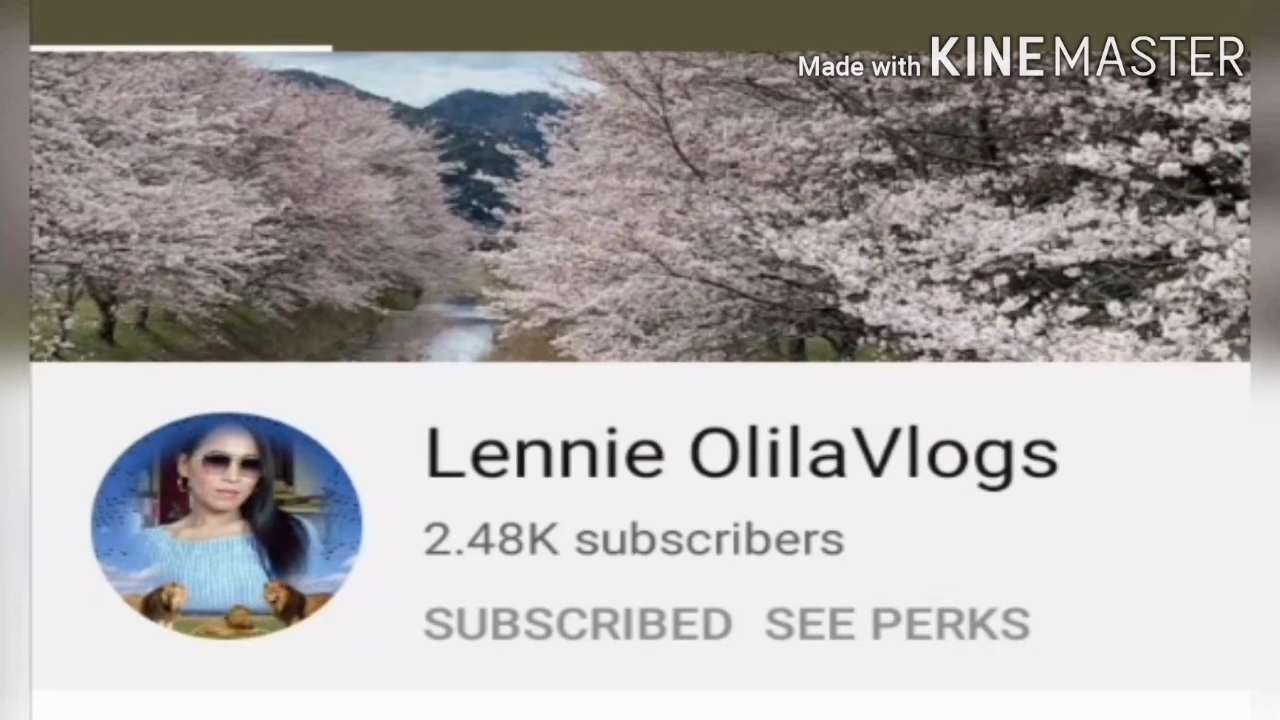 Made with KINEMASTER
Lennie OlilaVlogs
2.48K subscribers
SUBSCRIBED SEE PERKS